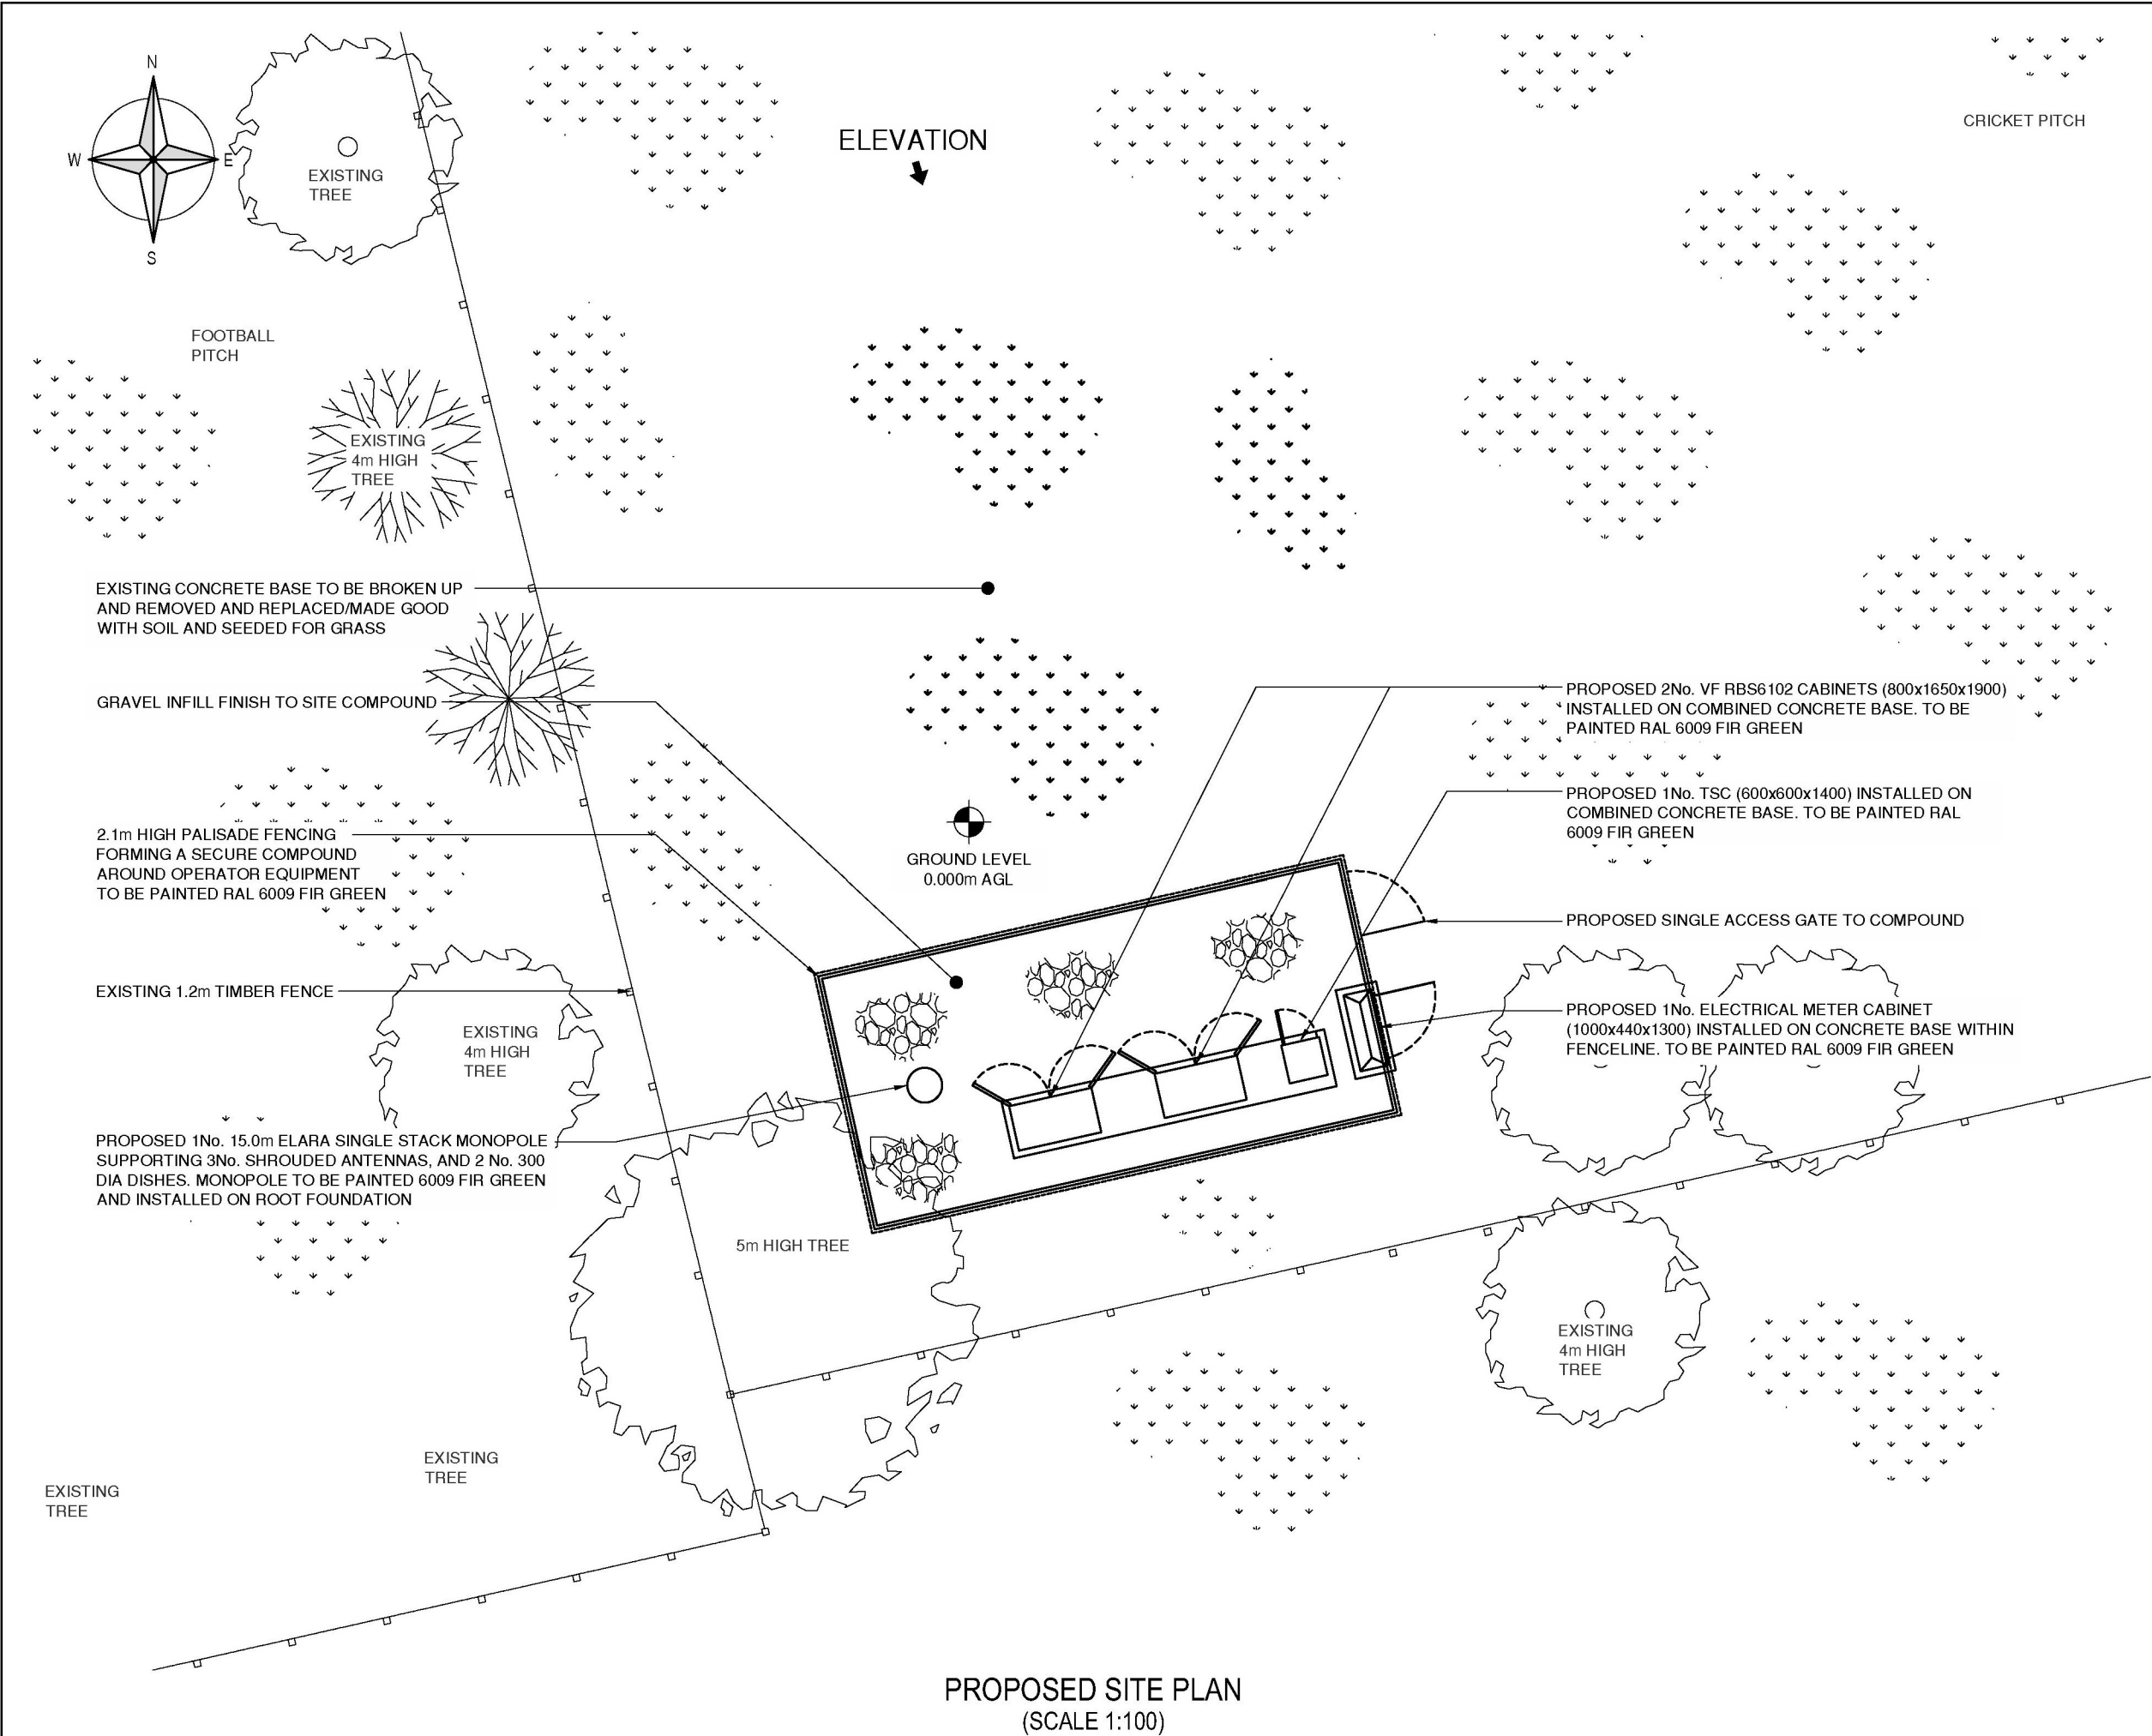 N
W
E
S
EXISTING
TREE
ELEVATION
CRICKET PITCH
FOOTBALL
PITCH
EXISTING
4m HIGH
TREE
EXISTING CONCRETE BASE TO BE BROKEN UP
AND REMOVED AND REPLACED/MADE GOOD
WITH SOIL AND SEEDED FOR GRASS
GRAVEL INFILL FINISH TO SITE COMPOUND
2.1m HIGH PALISADE FENCING
FORMING A SECURE COMPOUND
AROUND OPERATOR EQUIPMENT
TO BE PAINTED RAL 6009 FIR GREEN
GROUND LEVEL
0.000m AGL
PROPOSED 2No. VF RBS6102 CABINETS (800x1650x1900)
INSTALLED ON COMBINED CONCRETE BASE. TO BE
PAINTED RAL 6009 FIR GREEN
PROPOSED 1No. TSC (600x600x1400) INSTALLED ON
COMBINED CONCRETE BASE. TO BE PAINTED RAL
6009 FIR GREEN
PROPOSED SINGLE ACCESS GATE TO COMPOUND
EXISTING 1.2m TIMBER FENCE
EXISTING
4m HIGH
TREE
PROPOSED 1No. ELECTRICAL METER CABINET
(1000x440x1300) INSTALLED ON CONCRETE BASE WITHIN
FENCELINE. TO BE PAINTED RAL 6009 FIR GREEN
PROPOSED 1No. 15.0m ELARA SINGLE STACK MONOPOLE
SUPPORTING 3No. SHROUDED ANTENNAS, AND 2 No. 300
DIA DISHES. MONOPOLE TO BE PAINTED 6009 FIR GREEN
AND INSTALLED ON ROOT FOUNDATION
5m HIGH TREE
EXISTING
4m HIGH
TREE
EXISTING
TREE
EXISTING
TREE
PROPOSED SITE PLAN
(SCALE 1:100)